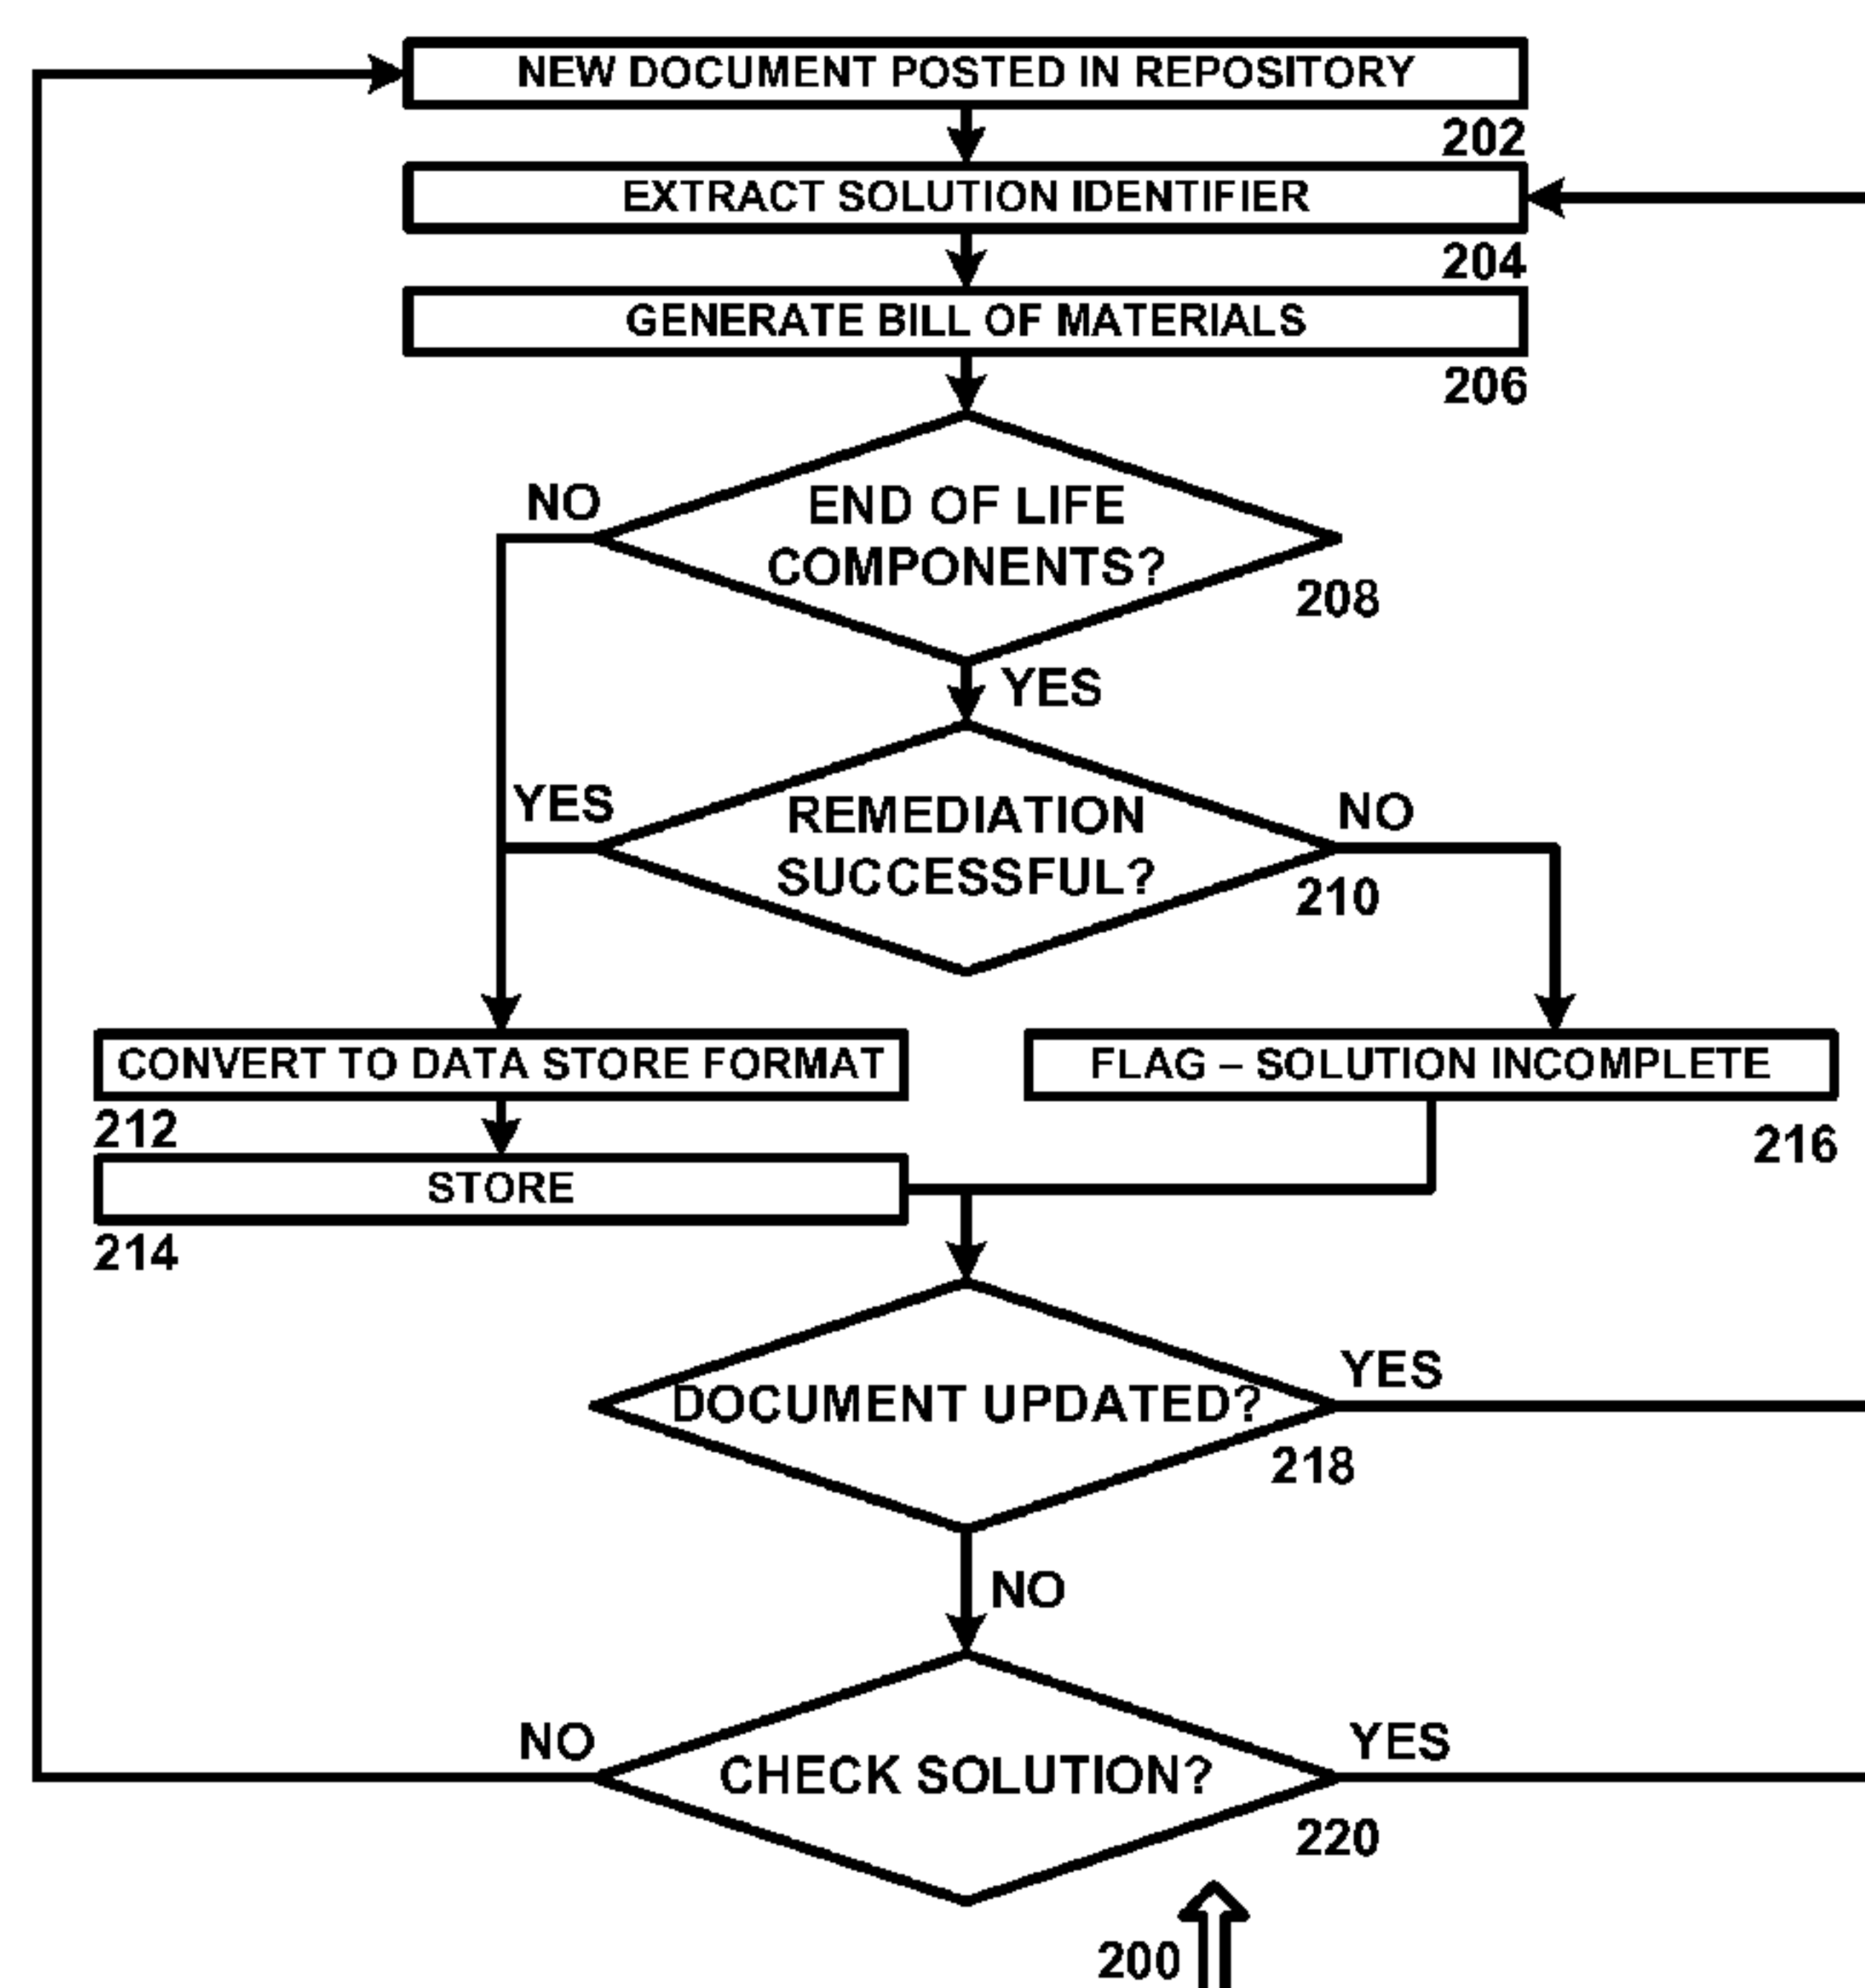 NEW DOCUMENT POSTED IN REPOSITORY
202
EXTRACT SOLUTION IDENTIFIER
204
GENERATE BILL OF MATERIALS
206
NO
END OF LIFE
COMPONENTS?
208
YES
YES
REMEDIATION
SUCCESSFUL?
NO
210
CONVERT TO DATA STORE FORMAT
212
FLAG – SOLUTION INCOMPLETE
216
STORE
214
DOCUMENT UPDATED?
YES
218
NO
NO
CHECK SOLUTION?
YES
220
200